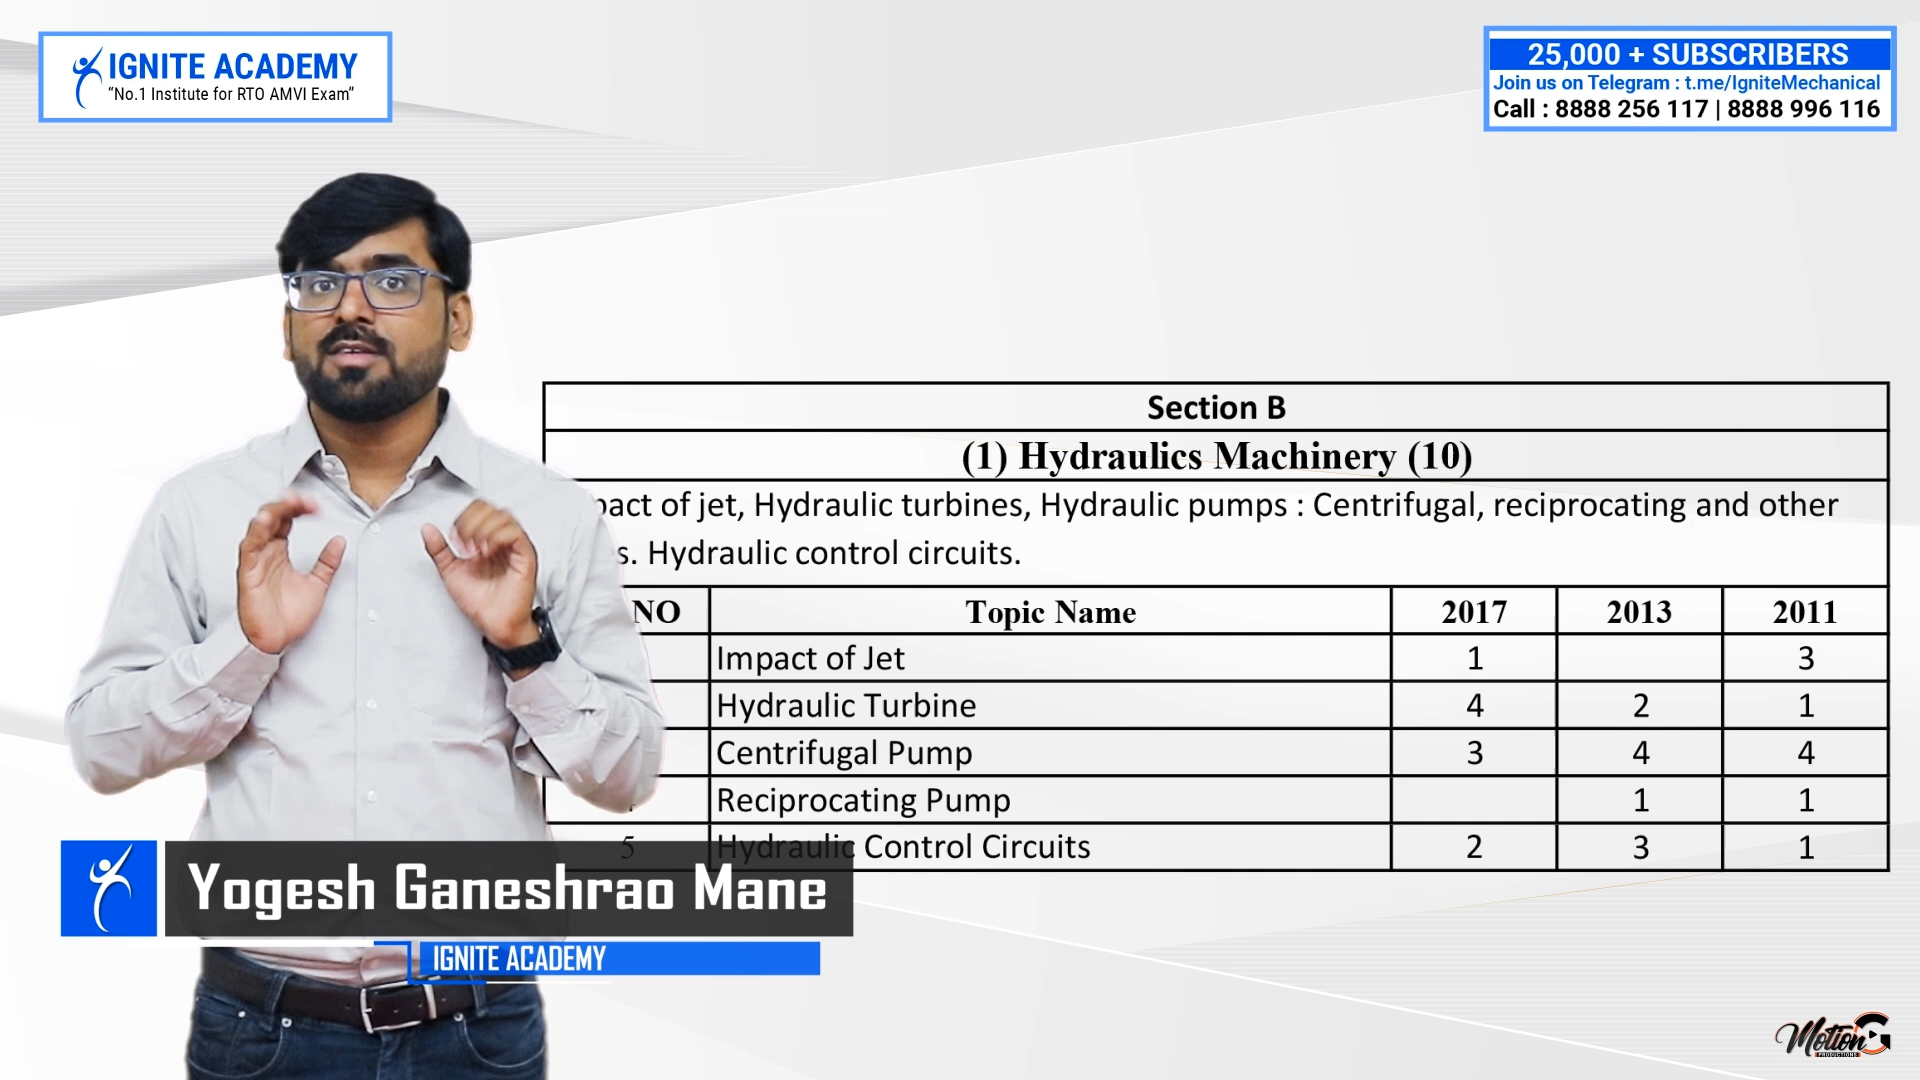 IGNITE ACADEMY
"No.1 Institute for RTO AMVI Exam"
25,000 + SUBSCRIBERS
Join us on Telegram : t.me/IgniteMechanical
Call : 8888 256 117 | 8888 996 116
Section B
(1) Hydraulics Machinery (10)
of jet, Hydraulic turbines, Hydraulic pumps : Centrifugal, reciprocating and other
Hydraulic control circuits.
NO Topic Name 2017 2013 2011
Impact of Jet 1 3
Hydraulic Turbine 4 2 1
Centrifugal Pump 3 4 4
Reciprocating Pump 1 1
5 Hydraulic Control Circuits 2 3 1
Yogesh Ganeshrao Mane
IGNITE ACADEMY
Motion G
PRODUCTIONS